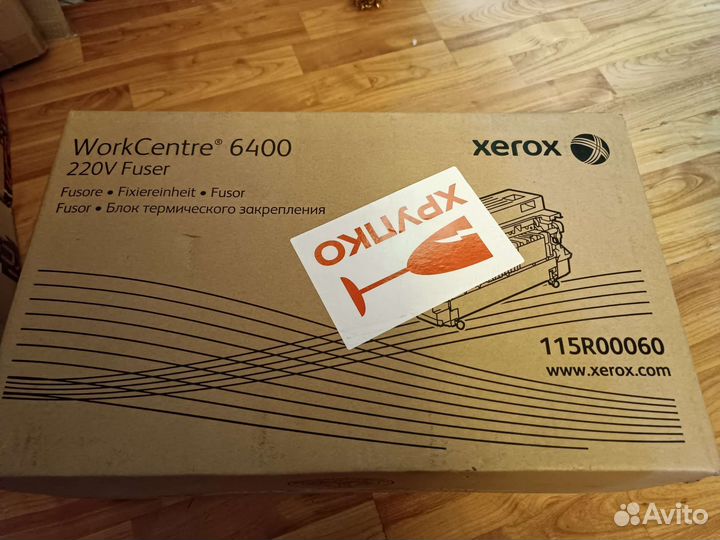 WorkCentre® 6400
220V Fuser
Fusore • Fixiereinheit • Fusor
Fusor • Блок термического закрепления
xerox
ХРУПКО
115R00060
www.xerox.com
Avito